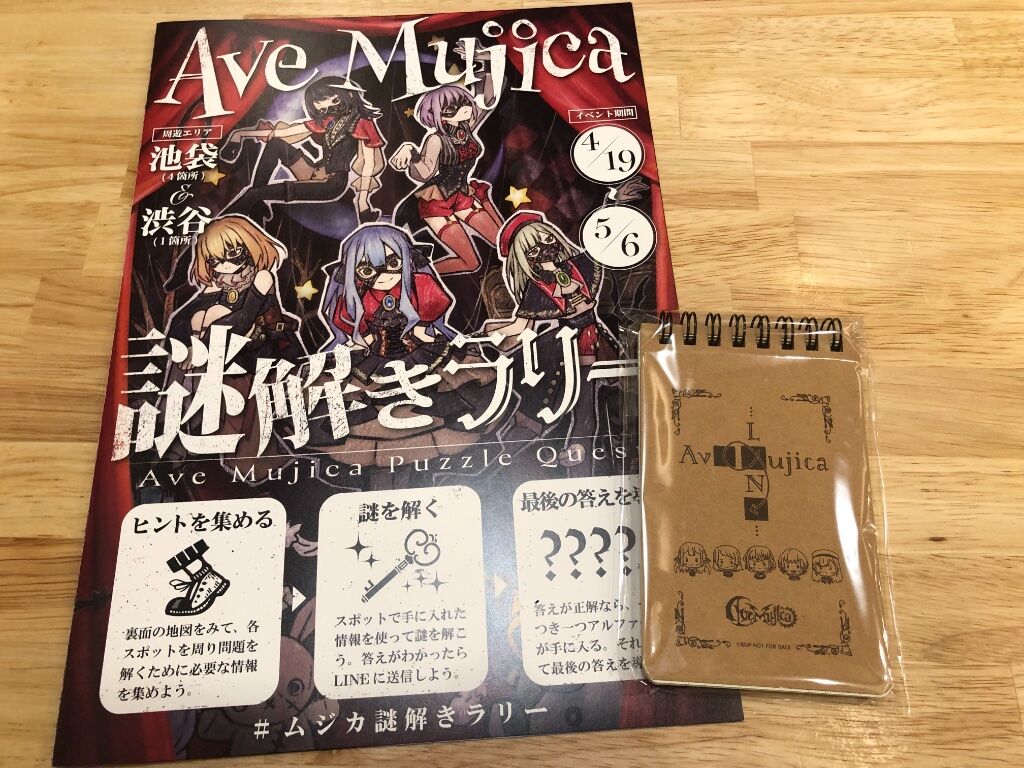 Ave Mujica
周遊エリア
池袋
(4箇所)
&
渋谷
(1箇所)
イベント期間
4/19
5/6
謎解きラリー
Ave Mujica Puzzle Ques
ヒントを集める
裏面の地図をみて、各
スポットを周り問題を
解くために必要な情報
を集めよう。
謎を解く
スポットで手に入れた
情報を使って謎を解こ
う。答えがわかったら
LINEに送信しよう。
最後の答えを
????
答えが正解なら、
つき一つアルファ
が手に入る。それ
て最後の答えを
#ムジカ謎解きラリー
Ave Mujica
©BDP NOT FOR SALE